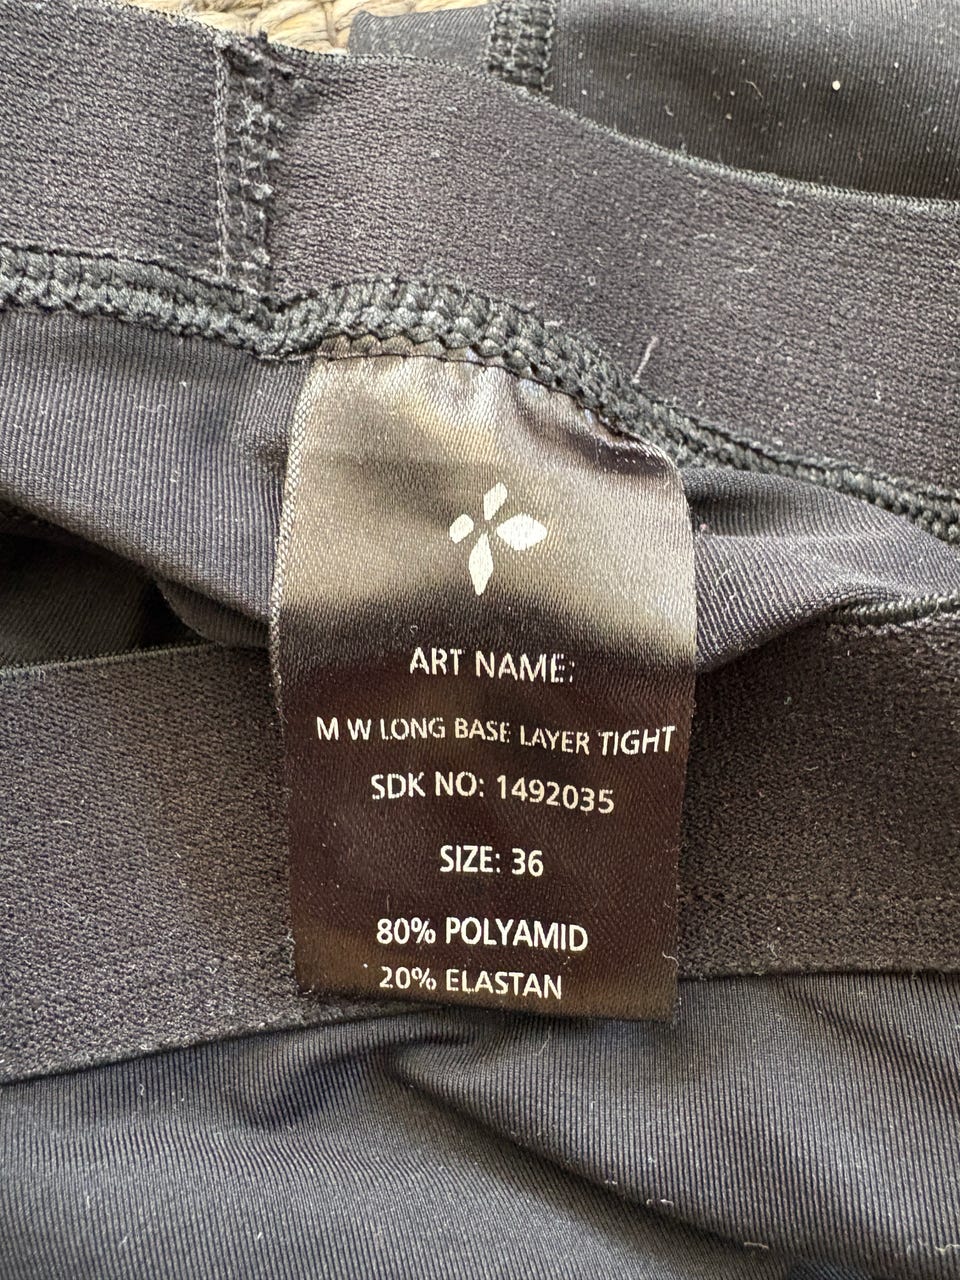 ART NAME:
M W LONG BASE LAYER TIGHT
SDK NO: 1492035
SIZE: 36
80% POLYAMID
20% ELASTAN